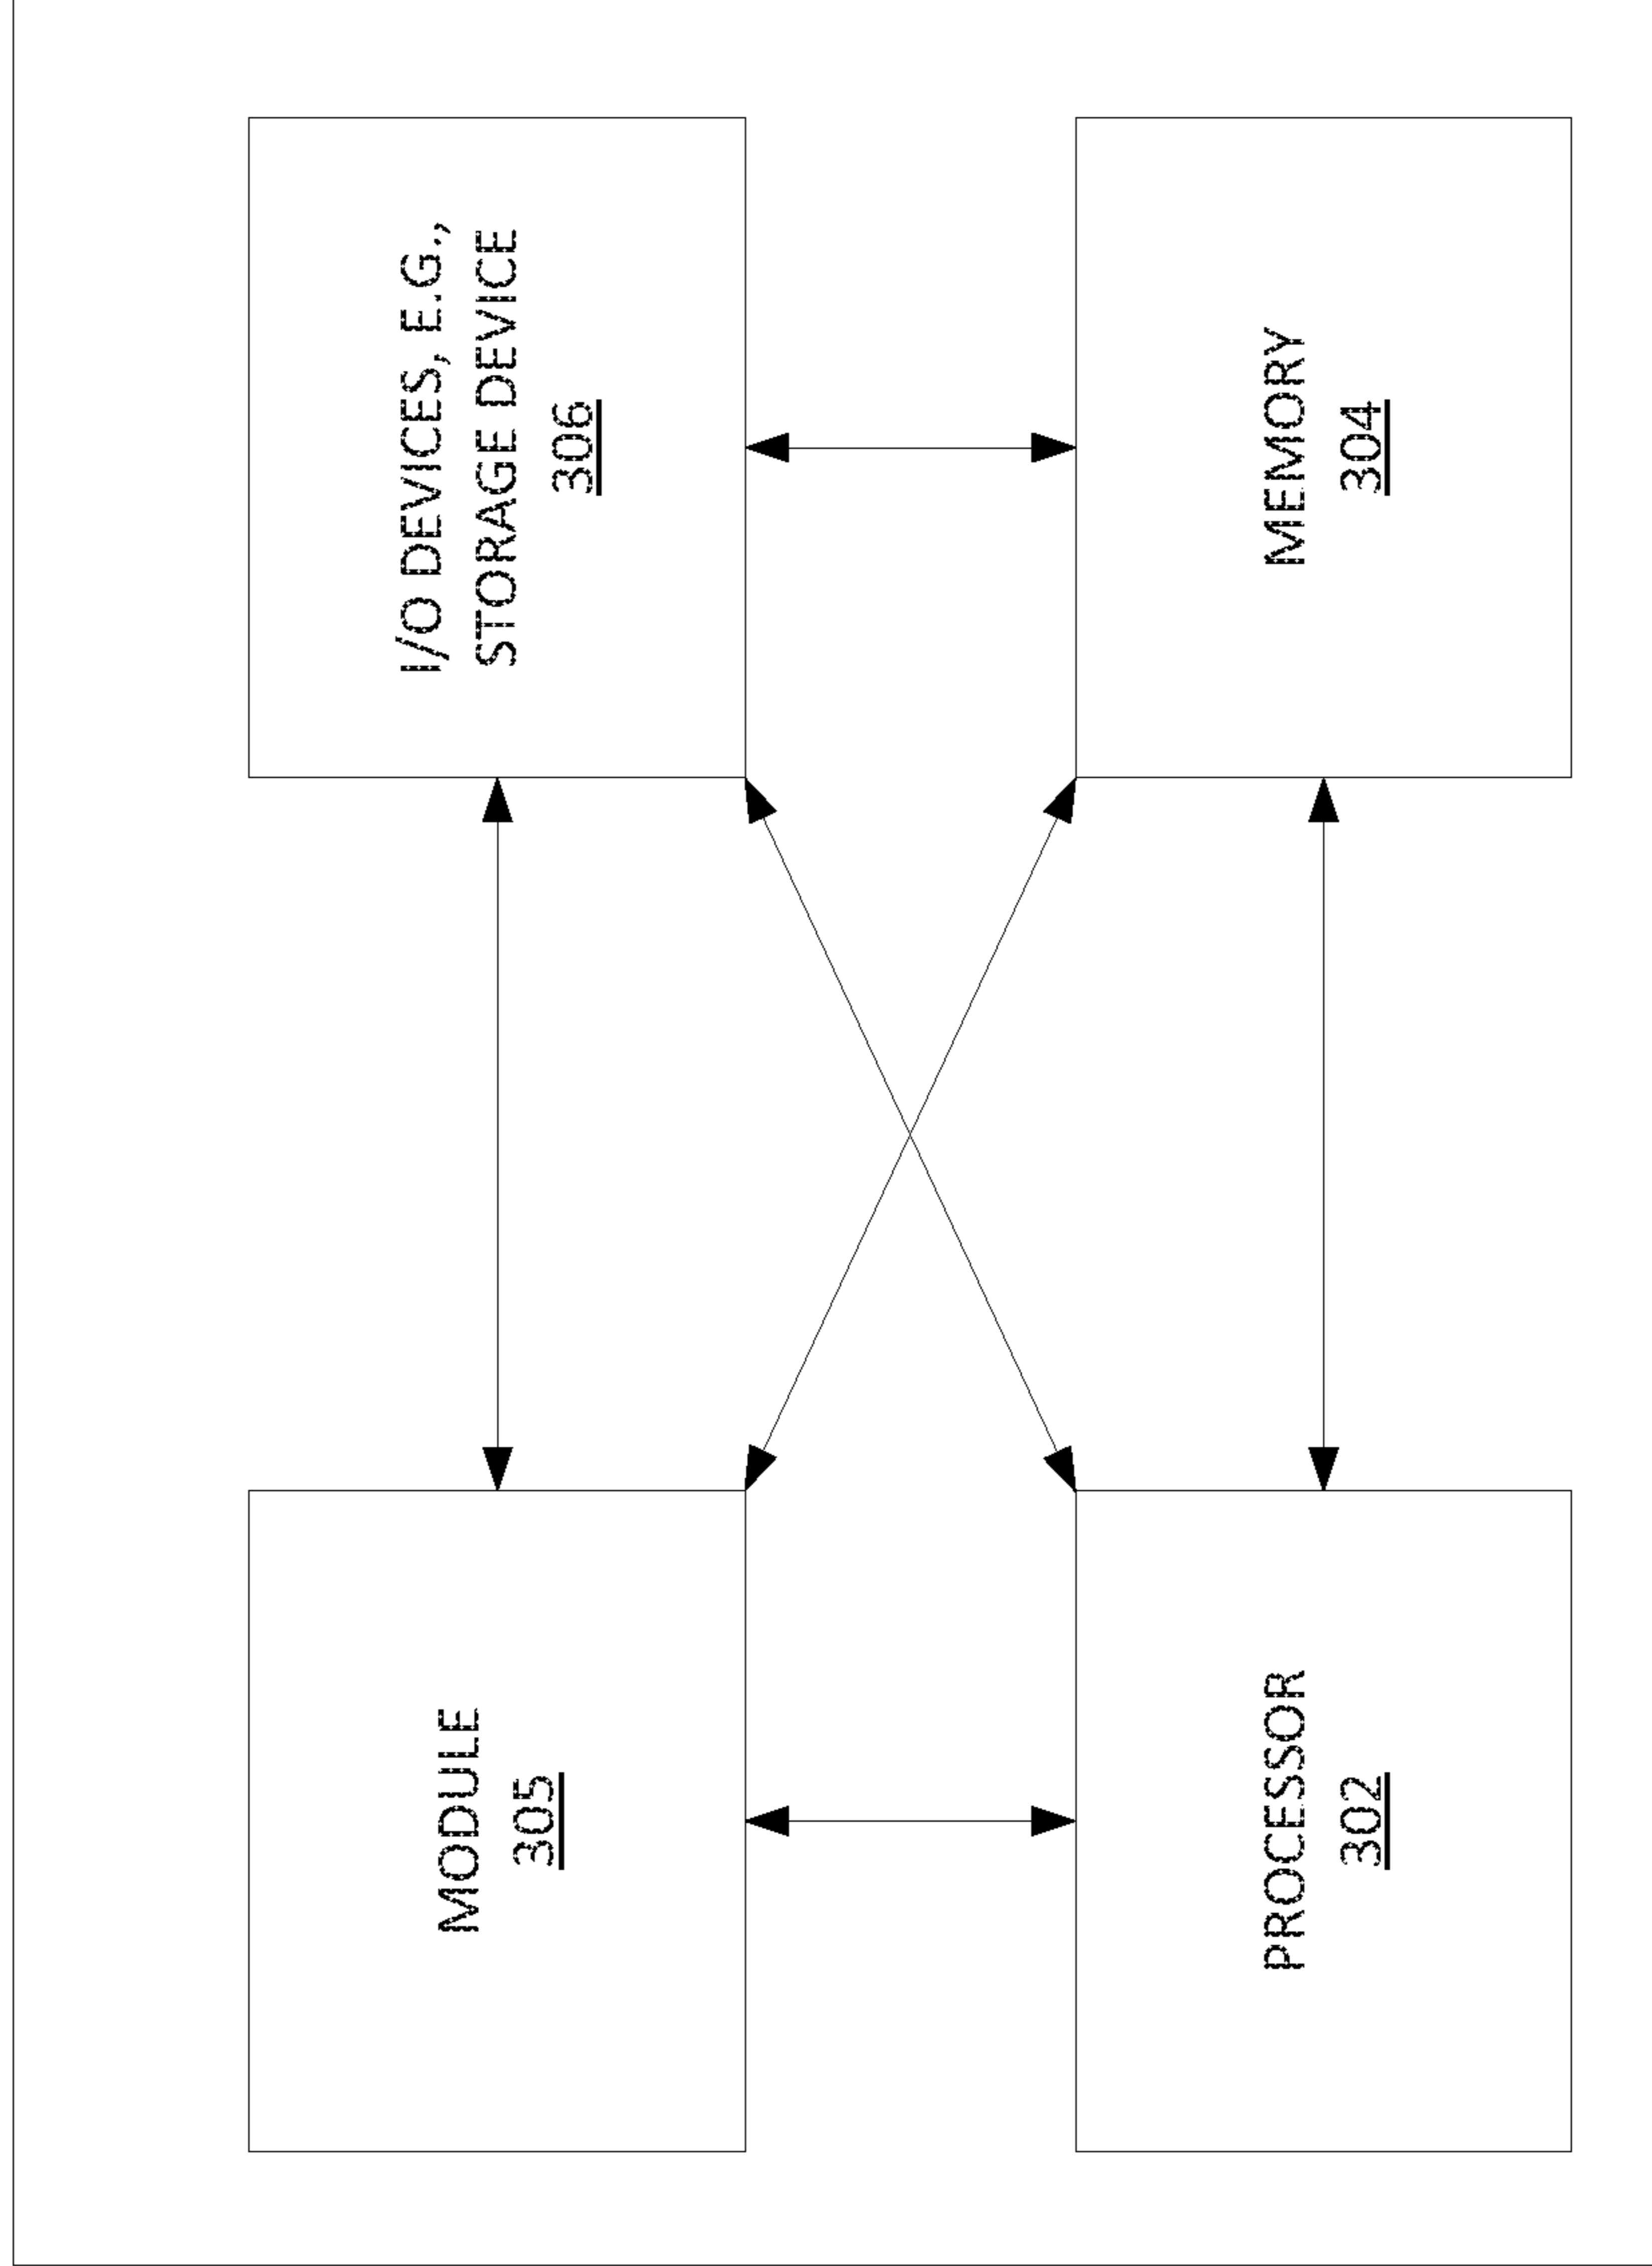 MODULE
305
I/O DEVICES, E.G.,
STORAGE DEVICE
306
PROCESSOR
302
MEMORY
304